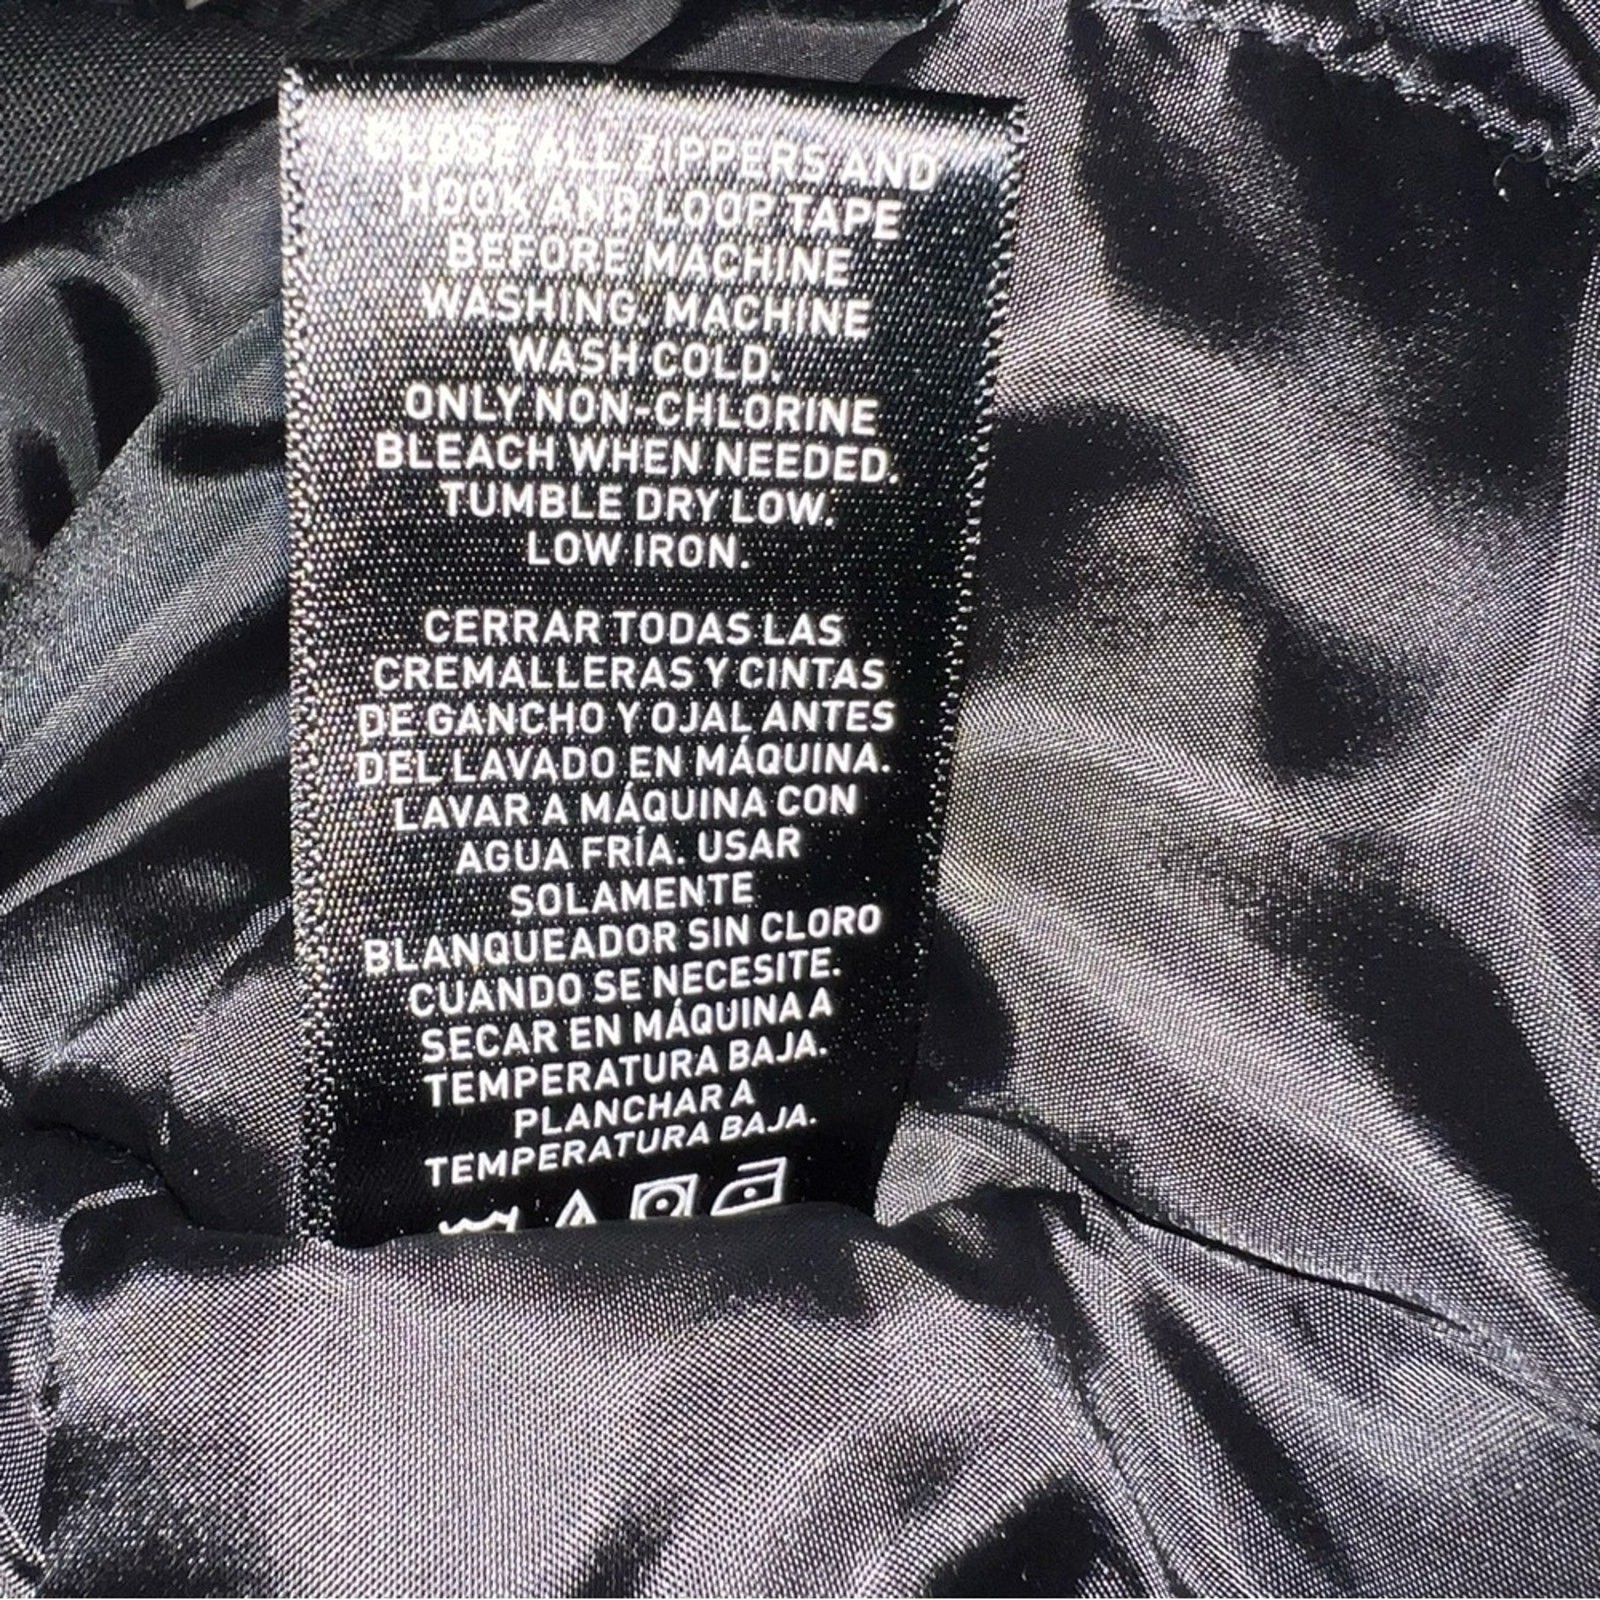 CLOSE ALL ZIPPERS AND
HOOK AND LOOP TAPE
BEFORE MACHINE
WASHING. MACHINE
WASH COLD.
ONLY NON-CHLORINE
BLEACH WHEN NEEDED.
TUMBLE DRY LOW.
LOW IRON.
CERRAR TODAS LAS
CREMALLERAS Y CINTAS
DE GANCHO Y OJAL ANTES
DEL LAVADO EN MÁQUINA.
LAVAR A MÁQUINA CON
AGUA FRÍA. USAR
SOLAMENTE
BLANQUEADOR SIN CLORO
CUANDO SE NECESITE.
SECAR EN MÁQUINA A
TEMPERATURA BAJA.
PLANCHAR A
TEMPERATURA BAJA.